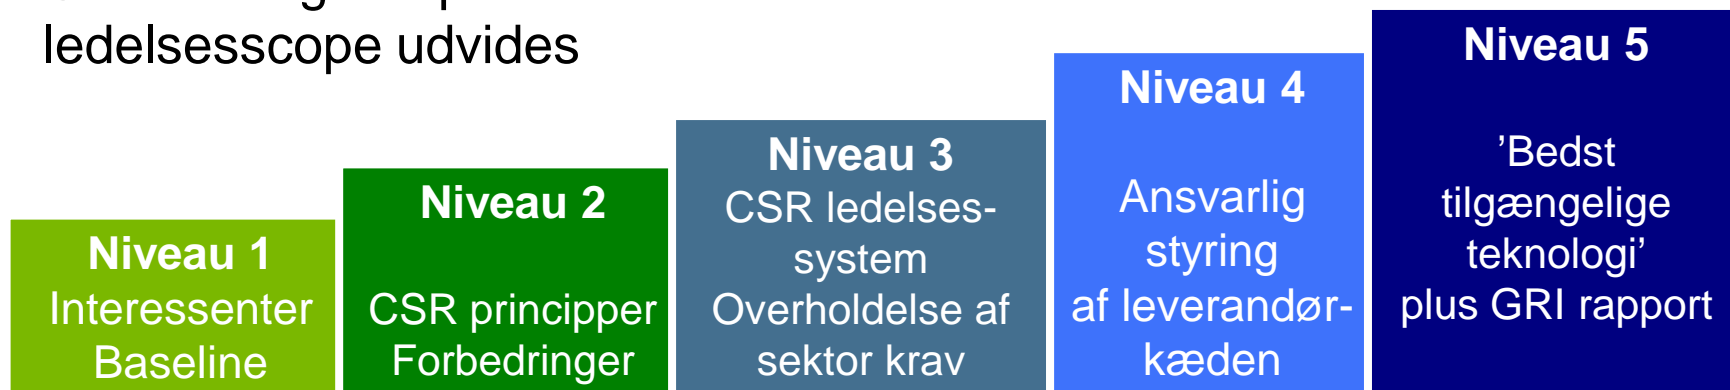 ledelsesscope udvides
Niveau 1
Interessenter
Baseline
Niveau 2
CSR principper
Forbedringer
Niveau 3
CSR ledelses-
system
Overholdelse af
sektor krav
Niveau 4
Ansvarlig
styring
af leverandør-
kæden
Niveau 5
’Bedst
tilgængelige
teknologi’
plus GRI rapport